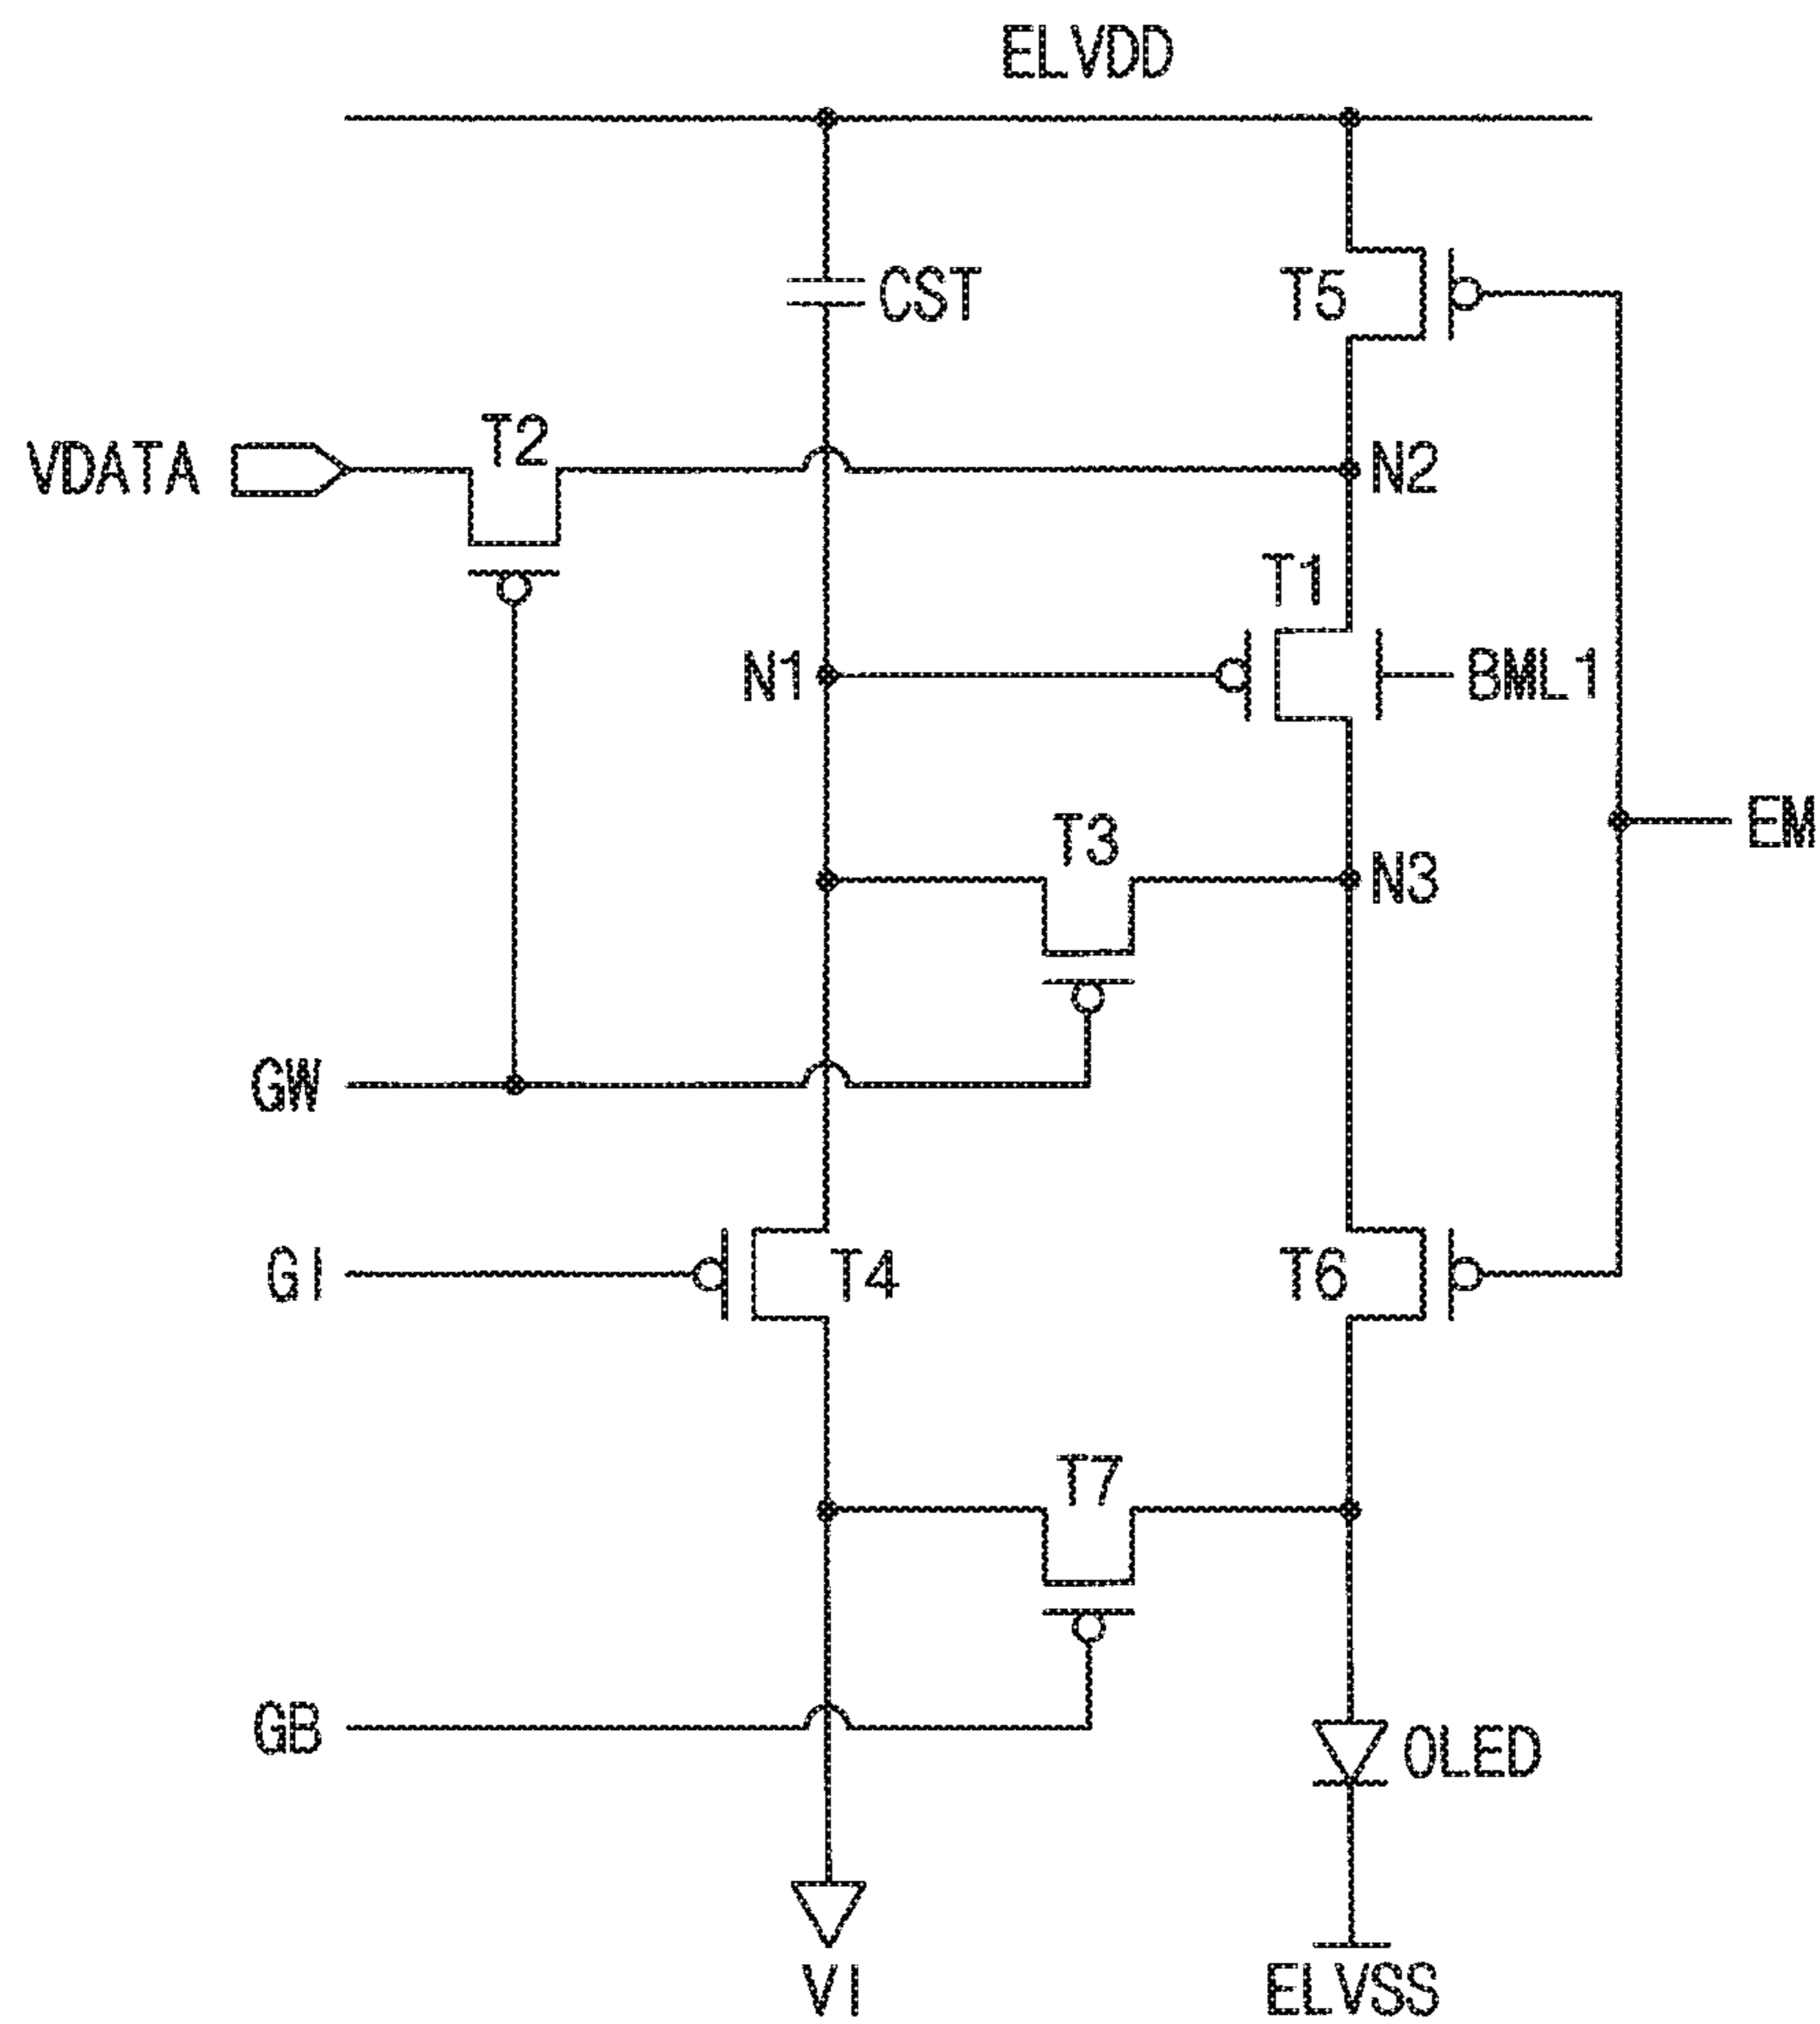 ELVDD
CST
T5
T2
VDATA
N2
T1
N1
BML1
T3
EM
N3
GW
GI
T4
T6
T7
GB
OLED
VI
ELVSS